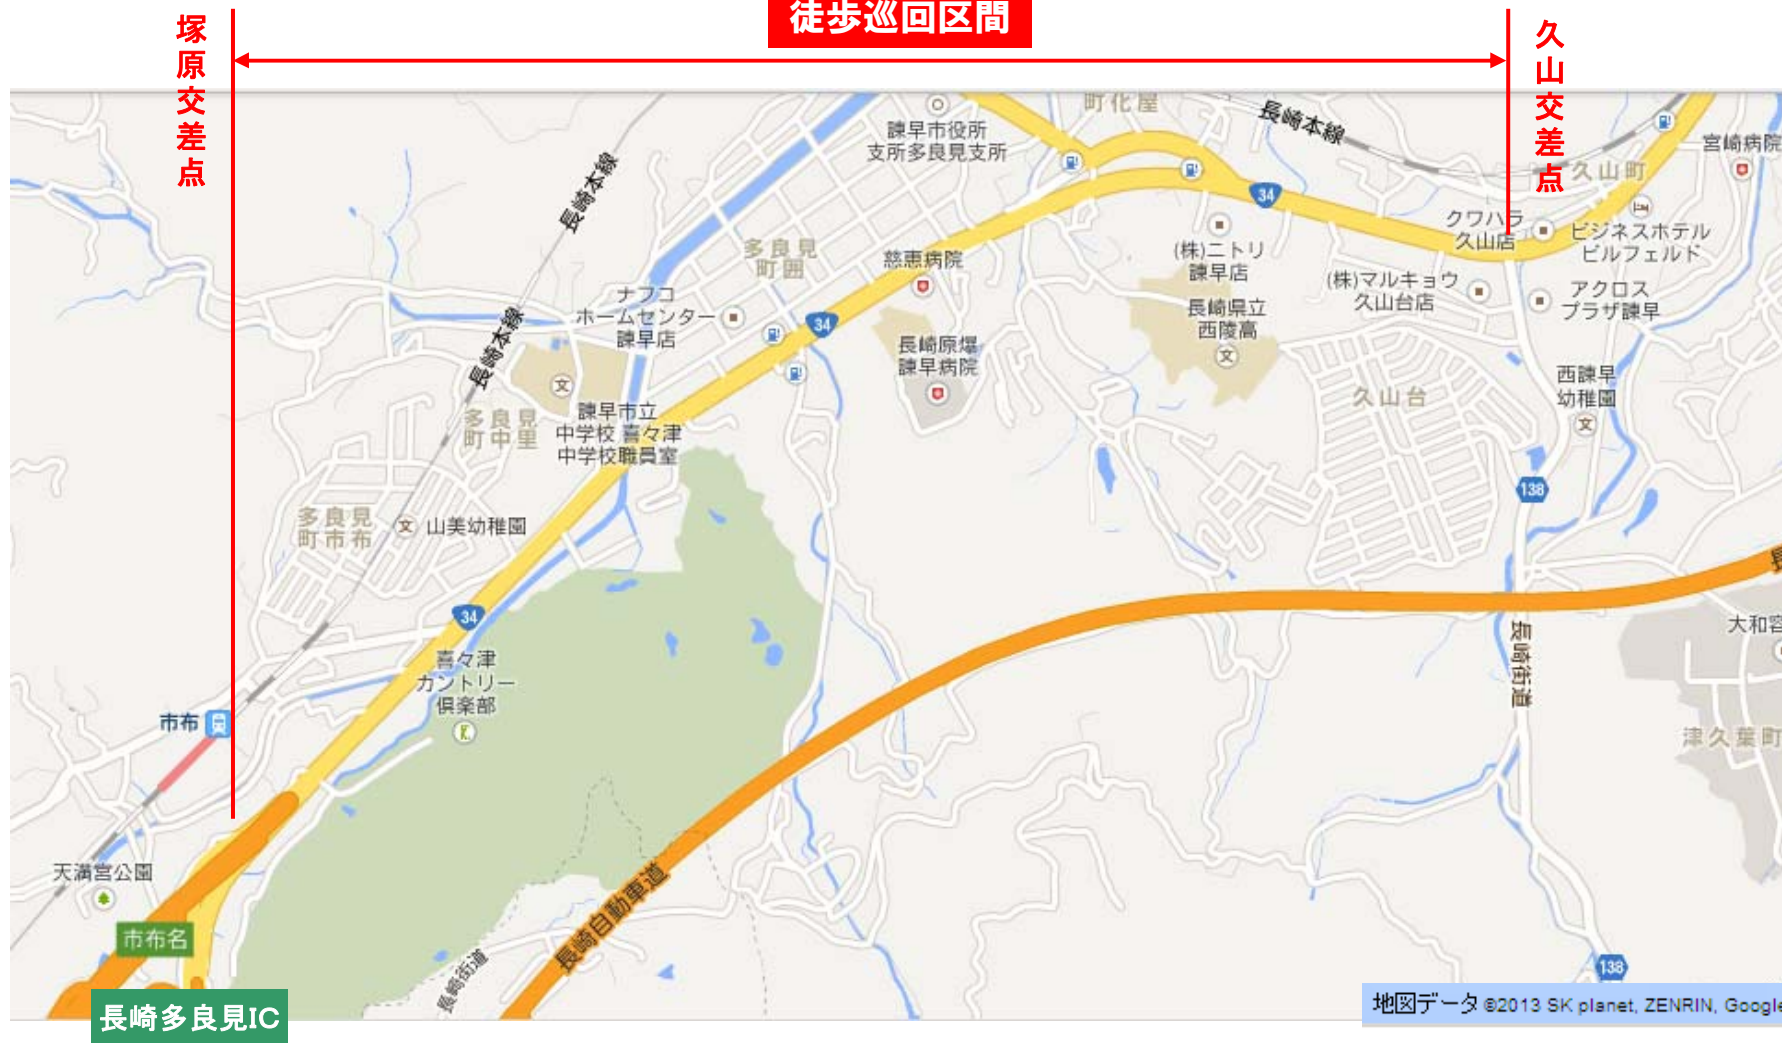 徒歩巡回区間
塚原交差点
久山交差点
町化屋
長崎本線
諫早市役所
支所多良見支所
宮崎病院
久山町
長崎本線
34
クワハラ
久山店
ビジネスホテル
ビルフェルド
多良見
町囲
慈恵病院
(株)ニトリ
諫早店
(株)マルキョウ
久山台店
アクロス
プラザ諫早
ナフコ
ホームセンター
諫早店
34
長崎県立
西陵高
文
長崎本線
長崎原爆
諫早病院
文
久山台
西諫早
幼稚園
文
多良見
町中里
諫早市立
中学校 喜々津
中学校職員室
138
多良見
町市布
文
山美幼稚園
34
大和容
長崎街道
喜々津
カントリー
倶楽部
K
市布
津久葉町
天満宮公園
長崎自動車道
市布名
長崎街道
138
長崎多良見IC
地図データ ©2013 SK planet, ZENRIN, Google
長